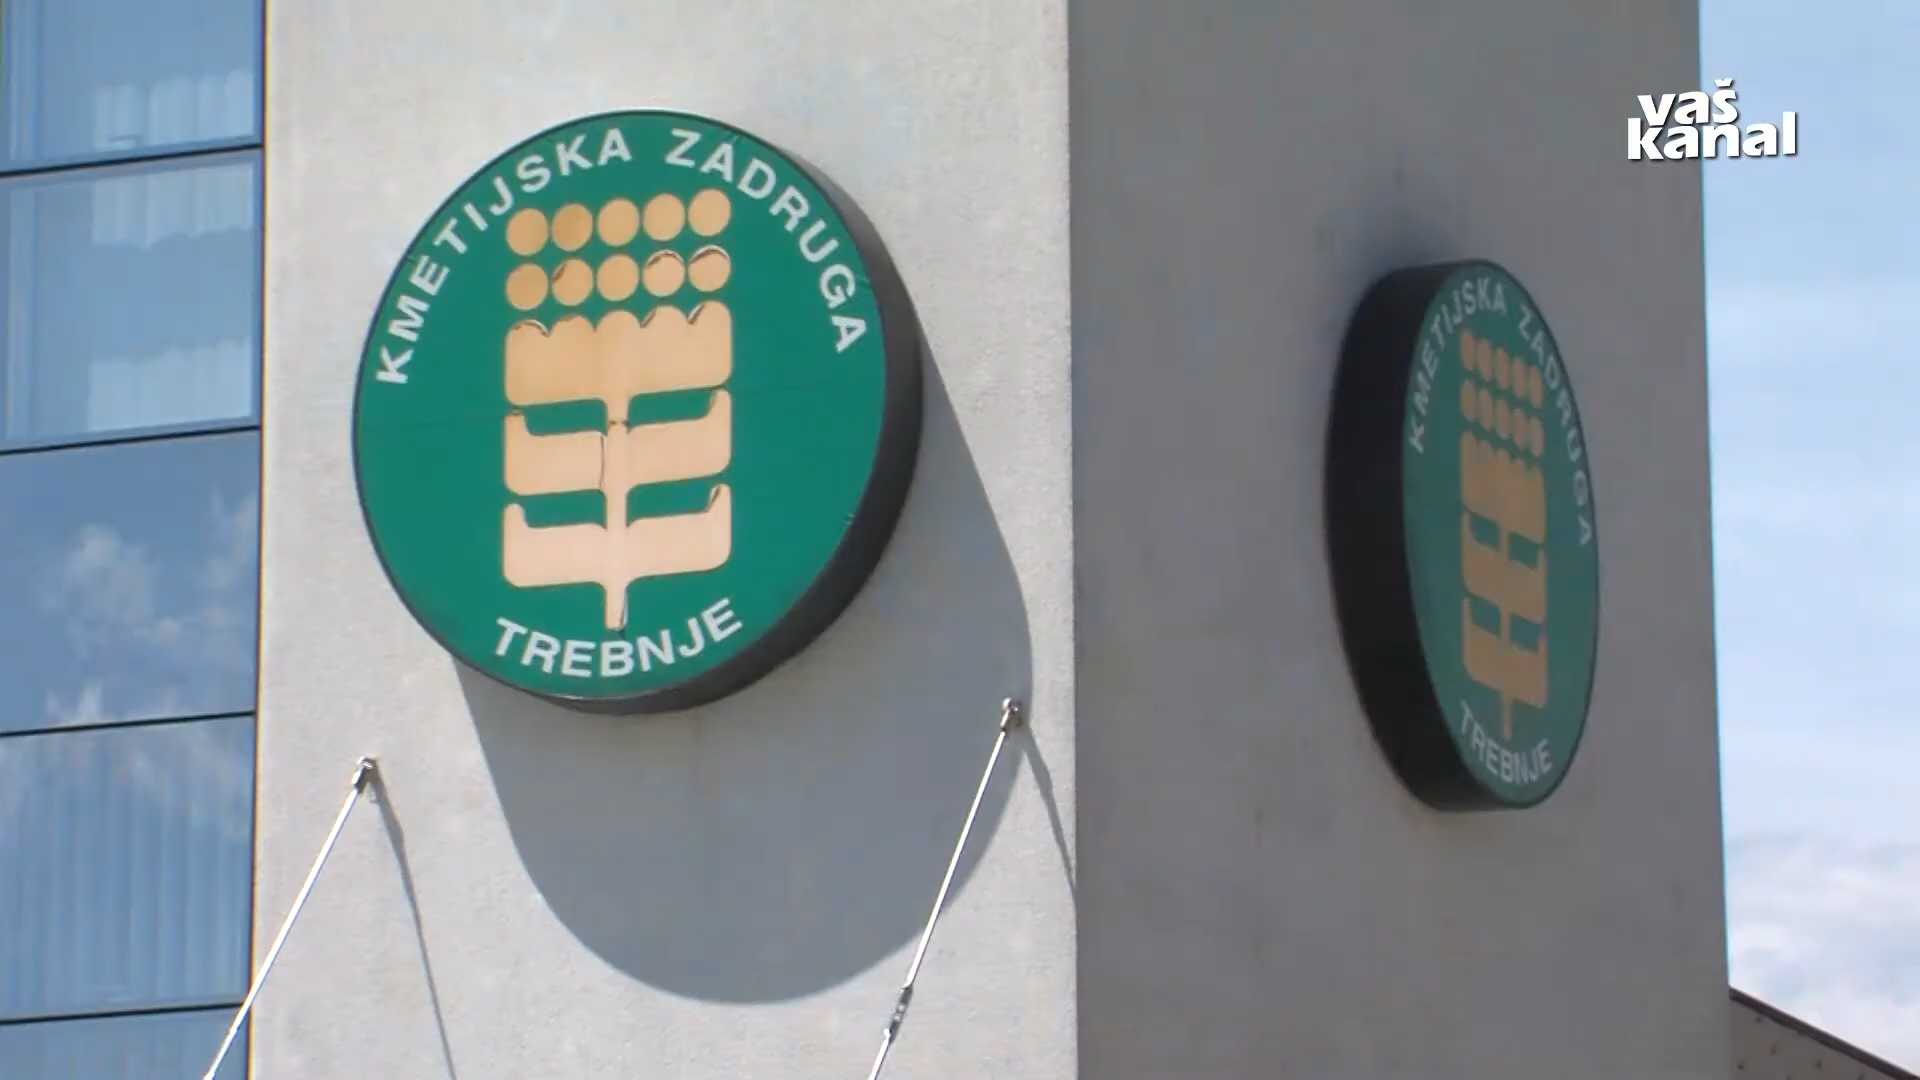 KMETIJSKA ZADRUGA
TREBNJE
KMETIJSKA ZADRUGA
TREBNJE
vaš
kanal